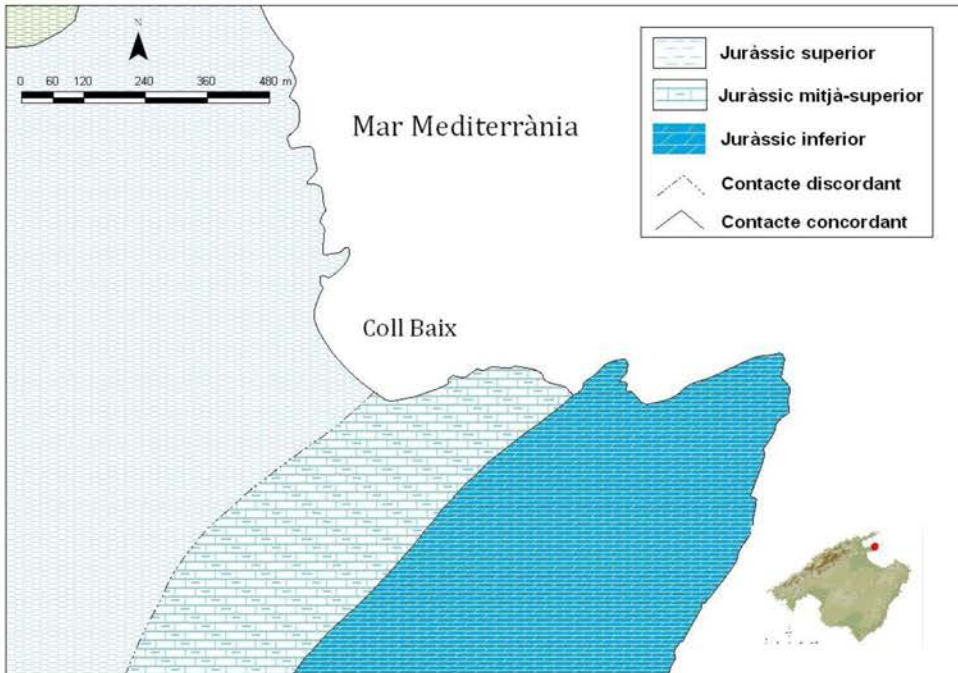 N
0 60 120 240 360 480 m
Mar Mediterrània
Coll Baix
Juràssic superior
Juràssic mitjà-superior
Juràssic inferior
Contacte discordant
Contacte concordant